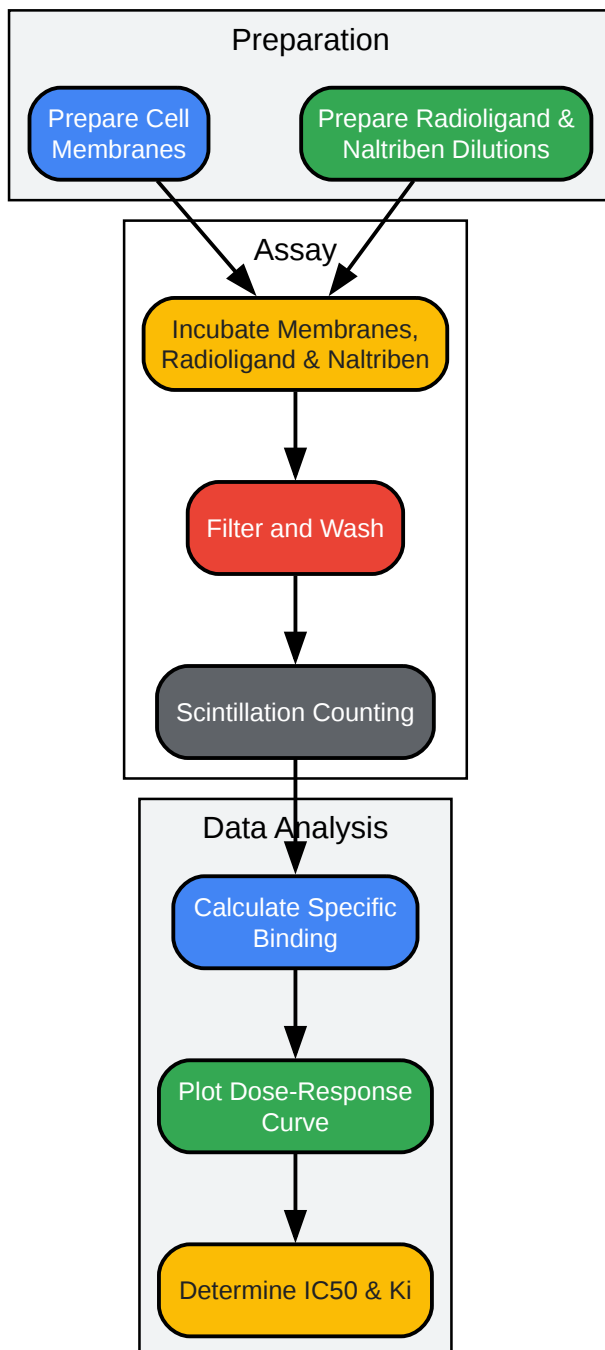 Preparation
Prepare Cell
Membranes
Prepare Radioligand &
Naltriben Dilutions
Assay
Incubate Membranes,
Radioligand & Naltriben
Filter and Wash
Scintillation Counting
Data Analysis
Calculate Specific
Binding
Plot Dose-Response
Curve
Determine IC50 & Ki